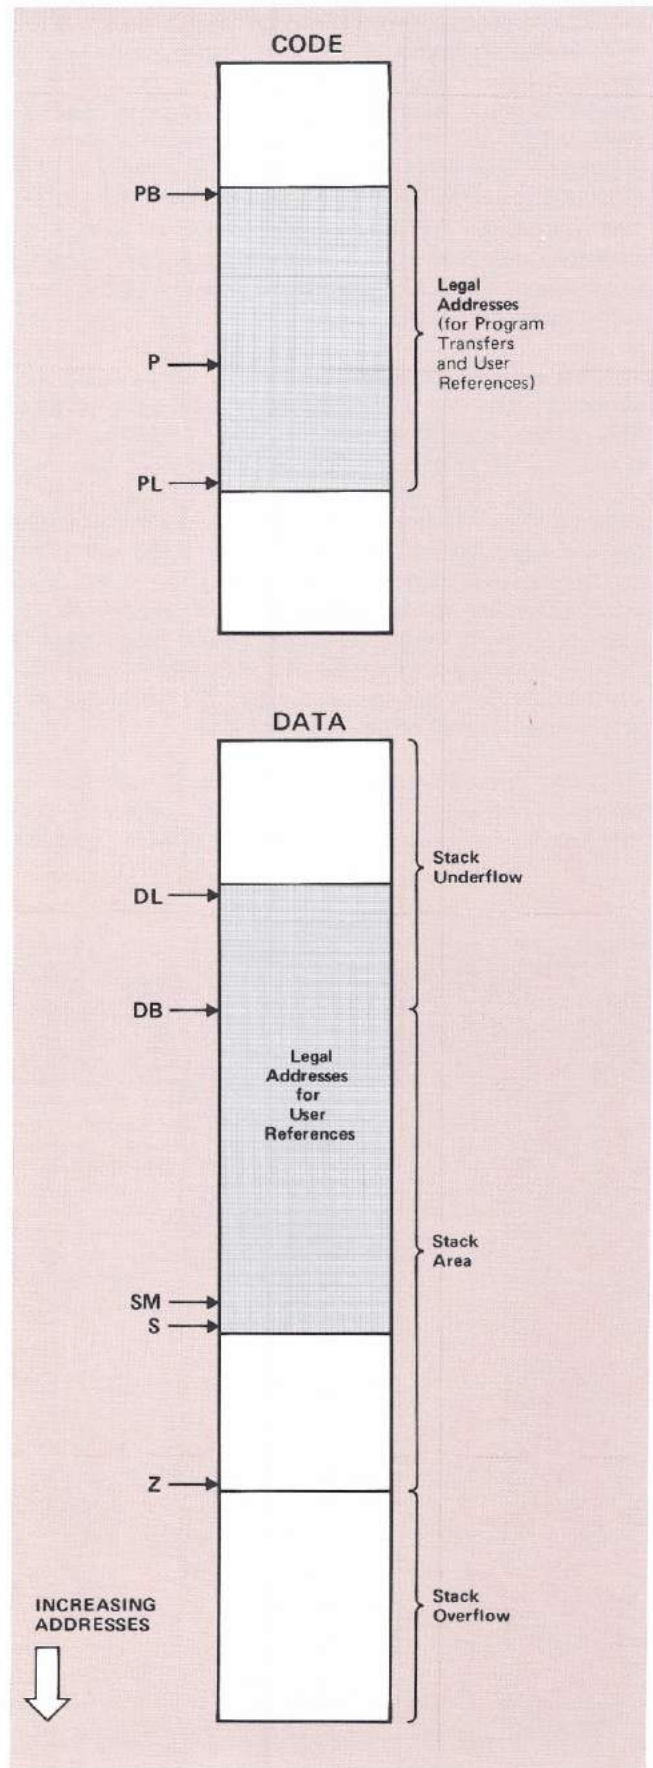 CODE
PB
Legal
Addresses
(for Program
Transfers
and User
References)
P
PL
DATA
Stack
Underflow
DL
DB
Legal
Addresses
for
User
References
Stack
Area
SM
S
Z
INCREASING
ADDRESSES
Stack
Overflow